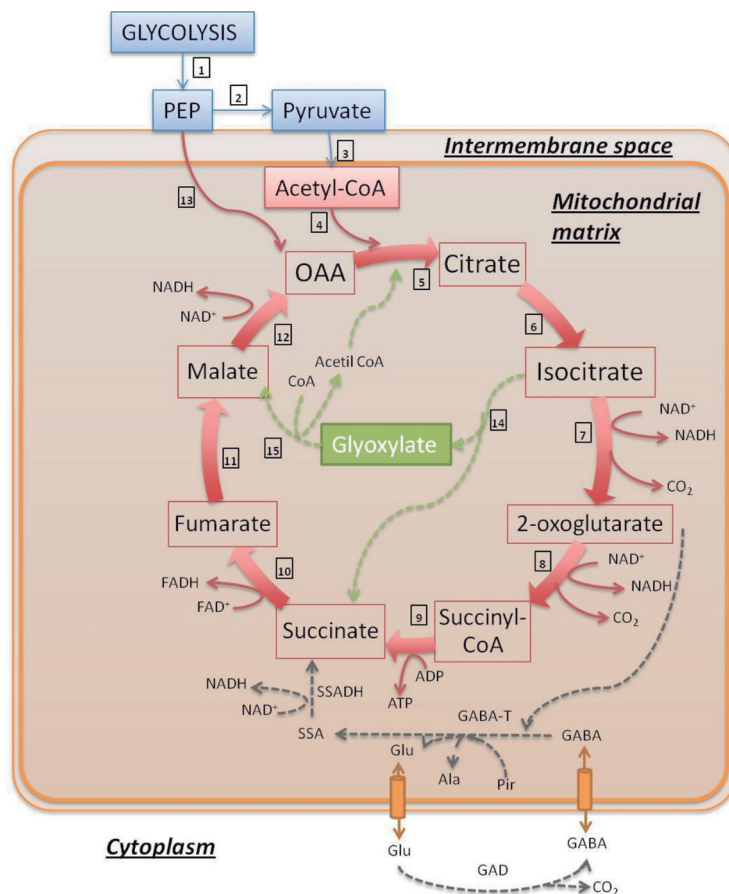 GLYCOLYSIS
1
2
PEP
Pyruvate
3
Intermembrane space
Acetyl-CoA
13
4
Mitochondrial
matrix
OAA
Citrate
5
NADH
NAD⁺
12
6
Acetil CoA
Malate
Isocitrate
CoA
NAD⁺
14
7
NADH
15
Glyoxylate
11
CO₂
Fumarate
2-oxoglutarate
8
NAD⁺
10
FADH
NADH
FAD⁺
9
Succinyl-
CoA
CO₂
Succinate
ADP
NADH
SSADH
ATP
NAD⁺
GABA-T
SSA
Glu
GABA
Ala
Pir
Cytoplasm
Glu
GABA
GAD
CO₂